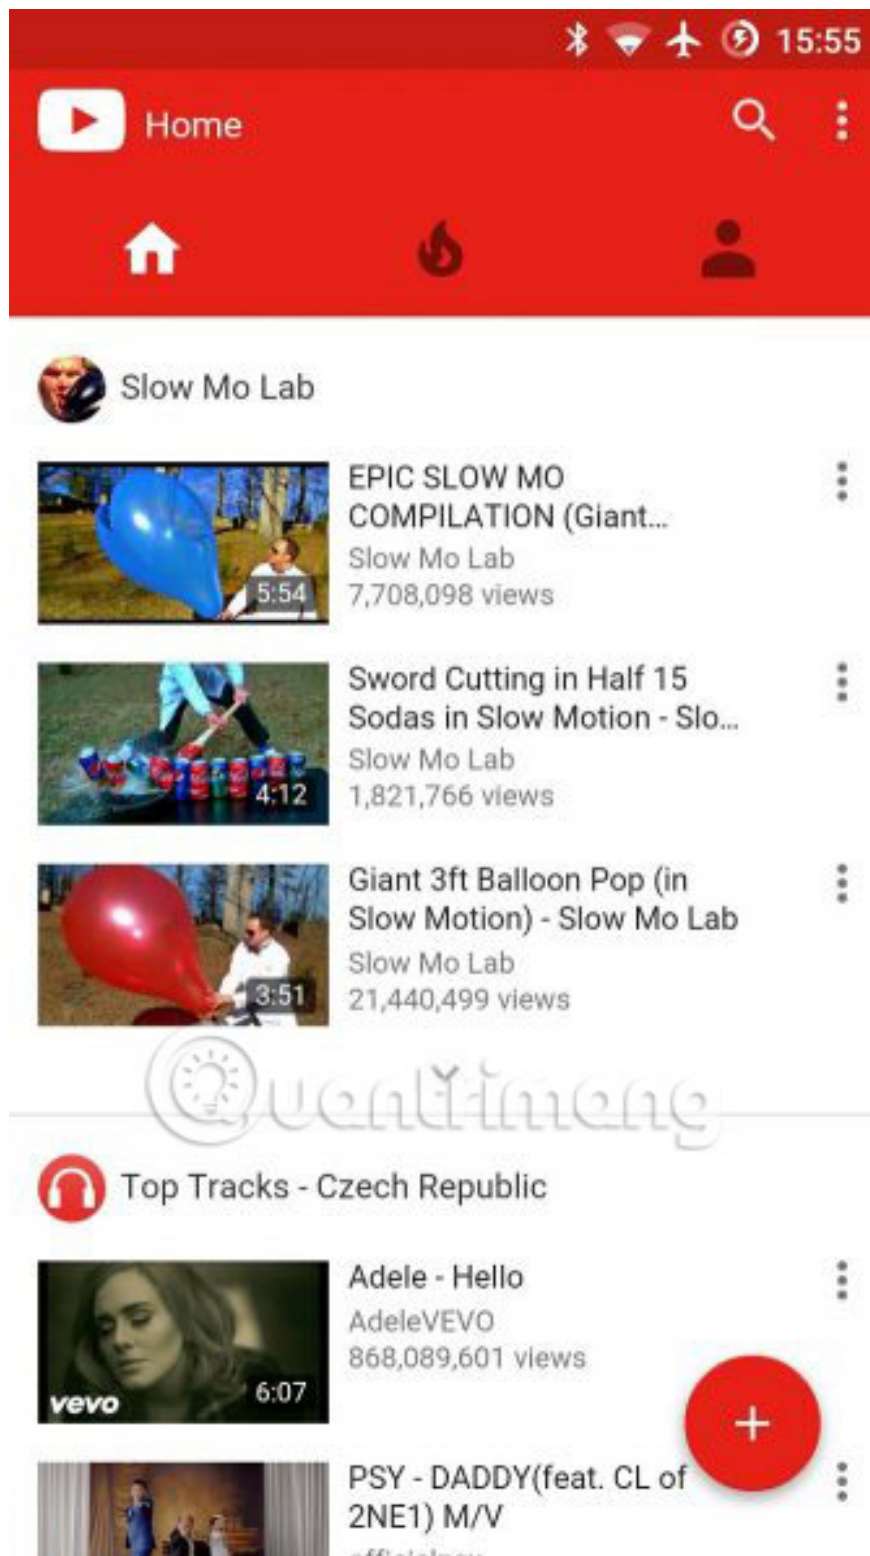 15:55
Home
Slow Mo Lab
EPIC SLOW MO
COMPILATION (Giant...
Slow Mo Lab
7,708,098 views
5:54
Sword Cutting in Half 15
Sodas in Slow Motion - Slo...
Slow Mo Lab
1,821,766 views
4:12
Giant 3ft Balloon Pop (in
Slow Motion) - Slow Mo Lab
Slow Mo Lab
21,440,499 views
3:51
Quantrimang
Top Tracks - Czech Republic
Adele - Hello
AdeleVEVO
868,089,601 views
vevo
6:07
PSY - DADDY(feat. CL of
2NE1) M/V